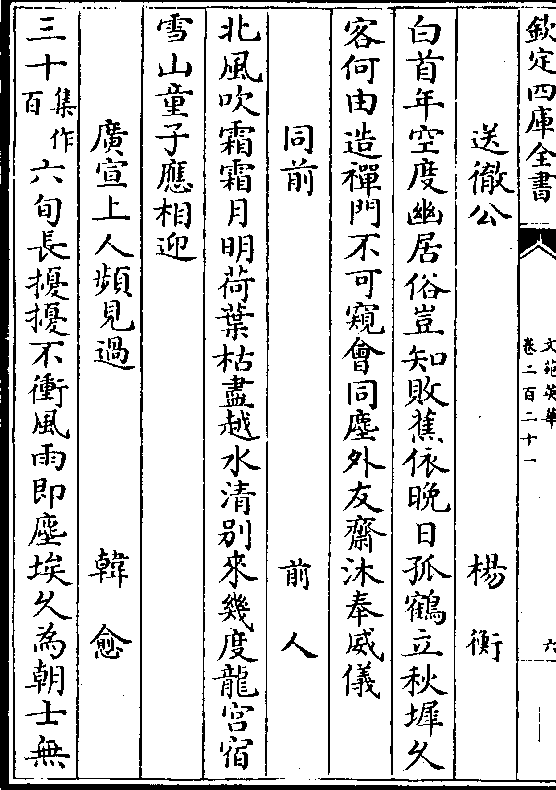 欽定四庫全書
文苑英華
卷二百二十一
六
送徹公
楊衡
白首年空度幽居俗豈知敗蕉依晚日孤鶴立秋墀久
客何由造禪門不可窺會同塵外友齋沐奉威儀
同前
前人
北風吹霜霜月明荷葉枯盡越水清別來幾度龍宮宿
雪山童子應相迎
廣宣上人頻見過
韓愈
三十集作百六旬長擾擾不衝風雨即塵埃久為朝士無